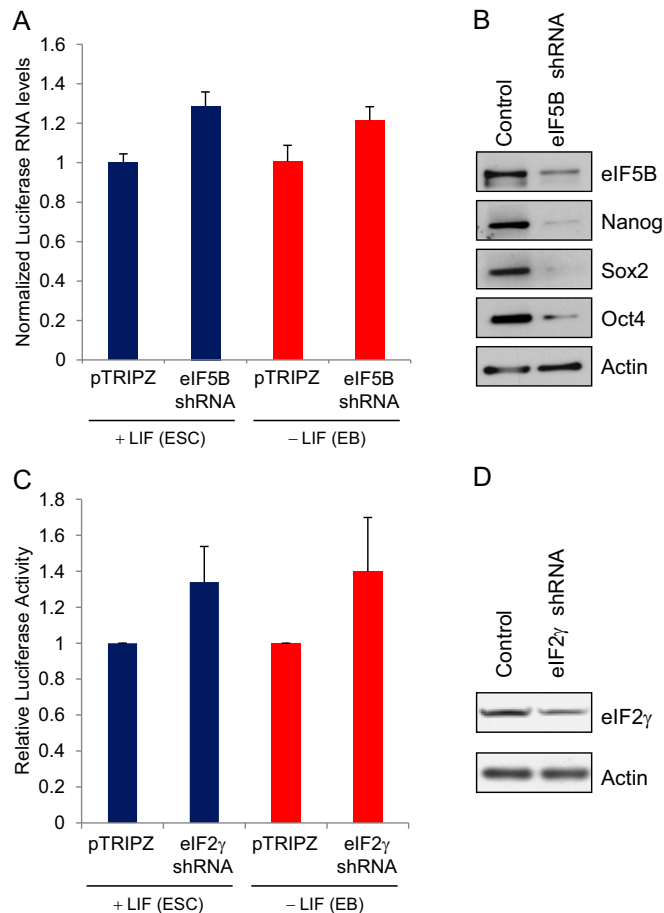 A
Normalized Luciferase RNA levels
1.6
1.4
1.2
1
0.8
0.6
0.4
0.2
0
pTRIPZ
eIF5B
shRNA
pTRIPZ
eIF5B
shRNA
+ LIF (ESC)
– LIF (EB)
B
Control
eIF5B shRNA
eIF5B
Nanog
Sox2
Oct4
Actin
C
Relative Luciferase Activity
1.8
1.6
1.4
1.2
1
0.8
0.6
0.4
0.2
0
pTRIPZ
eIF2γ
shRNA
pTRIPZ
eIF2γ
shRNA
+ LIF (ESC)
– LIF (EB)
D
Control
eIF2γ shRNA
eIF2γ
Actin